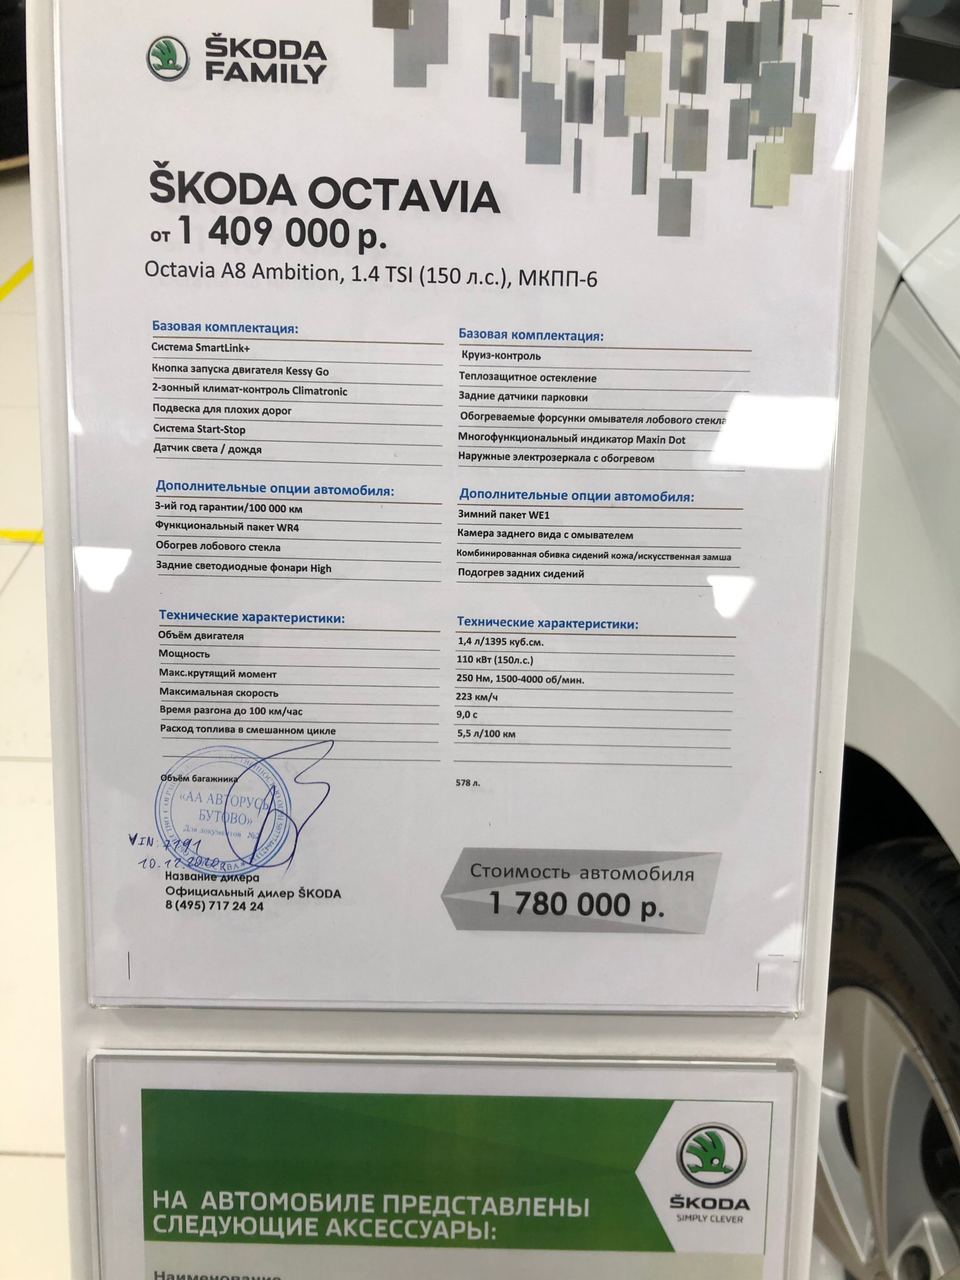 ŠKODA
FAMILY
ŠKODA OCTAVIA
от 1 409 000 р.
Octavia A8 Ambition, 1.4 TSI (150 л.с.), МКПП-6
Базовая комплектация:
Система SmartLink+
Кнопка запуска двигателя Kessy Go
2-зонный климат-контроль Climatronic
Подвеска для плохих дорог
Система Start-Stop
Датчик света / дождя
Базовая комплектация:
Круиз-контроль
Теплозащитное остекление
Задние датчики парковки
Обогреваемые форсунки омывателя лобового стекла
Многофункциональный индикатор Maxin Dot
Наружные электрозеркала с обогревом
Дополнительные опции автомобиля:
3-ий год гарантии/100 000 км
Функциональный пакет WR4
Обогрев лобового стекла
Задние светодиодные фонари High
Дополнительные опции автомобиля:
Зимний пакет WE1
Камера заднего вида с омывателем
Комбинированная обивка сидений кожа/искусственная замша
Подогрев задних сидений
Технические характеристики:
Технические характеристики:
Объём двигателя 1,4 л/1395 куб.см.
Мощность 110 кВт (150л.с.)
Макс.крутящий момент 250 Нм, 1500-4000 об/мин.
Максимальная скорость 223 км/ч
Время разгона до 100 км/час 9,0 с
Расход топлива в смешанном цикле 5,5 л/100 км
Объём багажника 578 л.
«АА АВТОРУСЬ
БУТОВО»
Для документов
VIN 7191
10.12.2020
Название дилера
Официальный дилер ŠKODA
8 (495) 717 24 24
Стоимость автомобиля
1 780 000 р.
НА АВТОМОБИЛЕ ПРЕДСТАВЛЕНЫ
СЛЕДУЮЩИЕ АКСЕССУАРЫ:
ŠKODA
SIMPLY CLEVER
Наименование